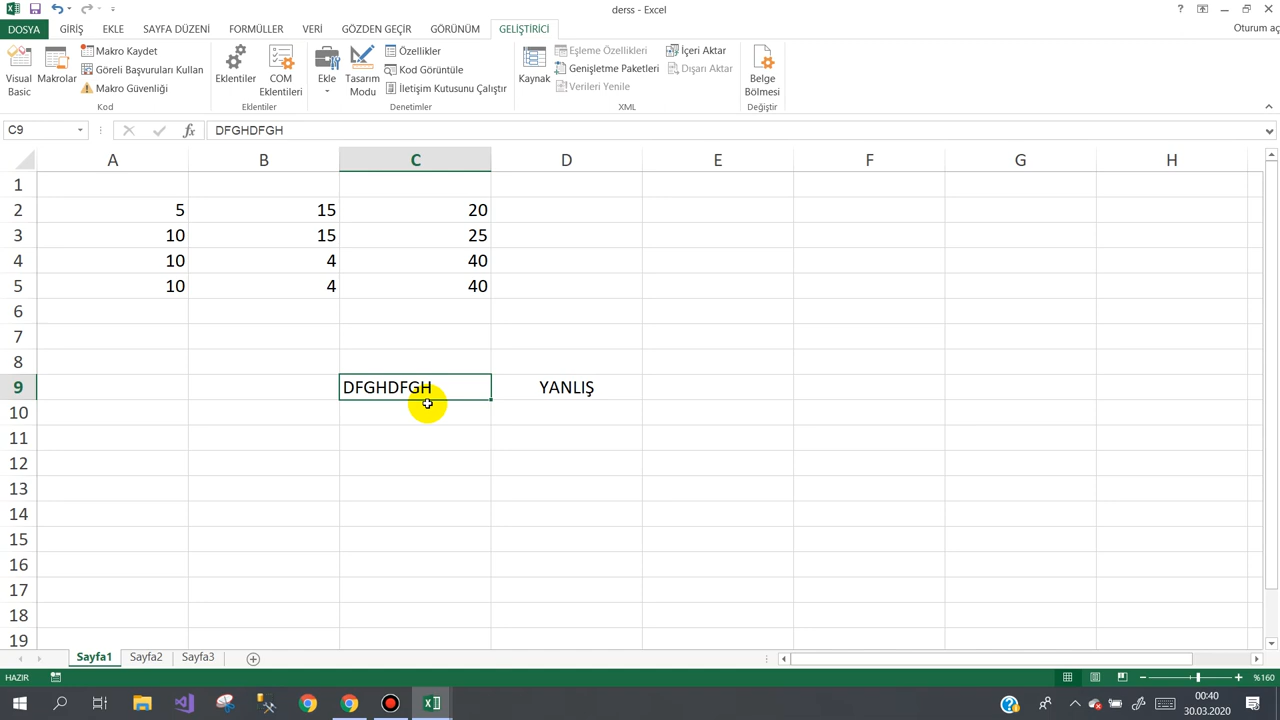 derss - Excel
Oturum aç
DOSYA GİRİŞ EKLE SAYFA DÜZENİ FORMÜLLER VERİ GÖZDEN GEÇİR GÖRÜNÜM GELİŞTİRİCİ
Visual Basic
Makrolar
Makro Kaydet
Göreli Başvuruları Kullan
Makro Güvenliği
Kod
Eklentiler
COM Eklentileri
Eklentiler
Ekle
Tasarım Modu
Özellikler
Kod Görüntüle
İletişim Kutusunu Çalıştır
Denetimler
Kaynak
Eşleme Özellikleri
Genişletme Paketleri
Verileri Yenile
İçeri Aktar
Dışarı Aktar
XML
Belge Bölmesi
Değiştir
C9 fx DFGHDFGH
A B C D E F G H
1
2 5 15 20
3 10 15 25
4 10 4 40
5 10 4 40
6
7
8
9 DFGHDFGH YANLIŞ
10
11
12
13
14
15
16
17
18
19
Sayfa1 Sayfa2 Sayfa3
HAZIR
%160
00:40
30.03.2020